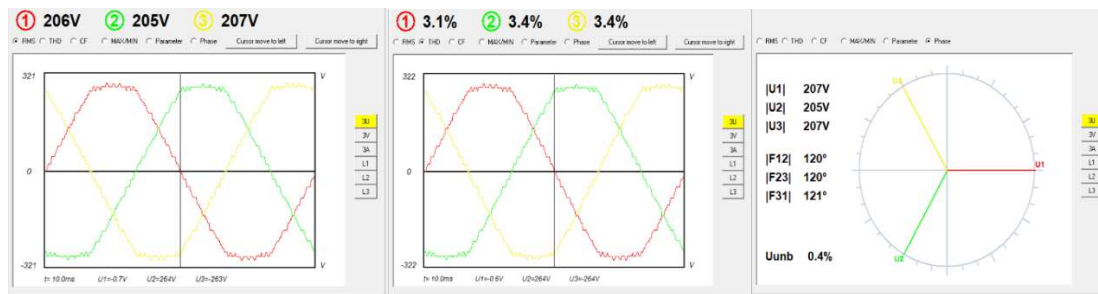 1 206V 2 205V 3 207V
RMS THD CF MAX/MIN Parameter Phase Cursor move to left Cursor move to right
321 V
0
-321 V
t= 10.0ms U1=-0.7V U2=264V U3=-263V
3U
3V
3A
L1
L2
L3
1 3.1% 2 3.4% 3 3.4%
RMS THD CF MAX/MIN Parameter Phase Cursor move to left Cursor move to right
322 V
0
-322 V
t= 10.0ms U1=-0.6V U2=264V U3=-264V
3U
3V
3A
L1
L2
L3
RMS THD CF MAX/MIN Parameter Phase
|U1| 207V
|U2| 205V
|U3| 207V
|F12| 120°
|F23| 120°
|F31| 121°
Uunb 0.4%
U3
U1
U2
3U
3V
3A
L1
L2
L3